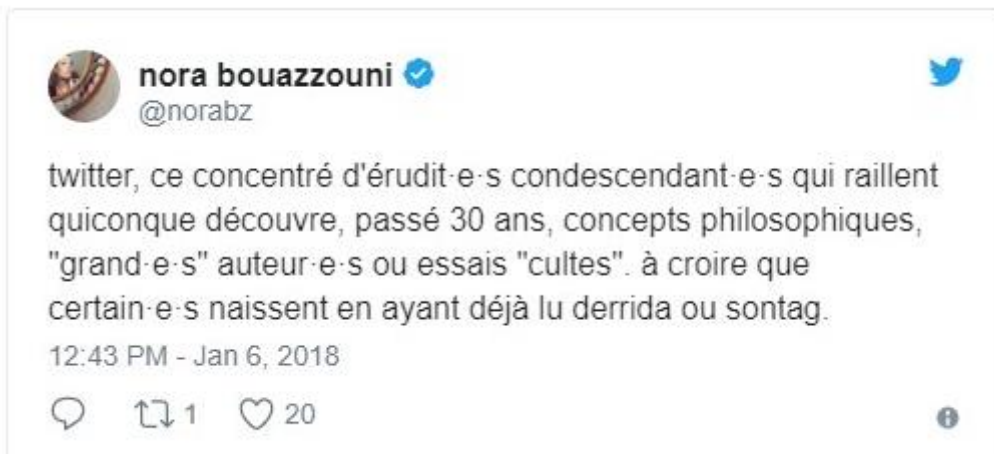 nora bouazzouni
@norabz
twitter, ce concentré d'érudit·e·s condescendant·e·s qui raillent
quiconque découvre, passé 30 ans, concepts philosophiques,
"grand·e·s" auteur·e·s ou essais "cultes". à croire que
certain·e·s naissent en ayant déjà lu derrida ou sontag.
12:43 PM - Jan 6, 2018
1 20